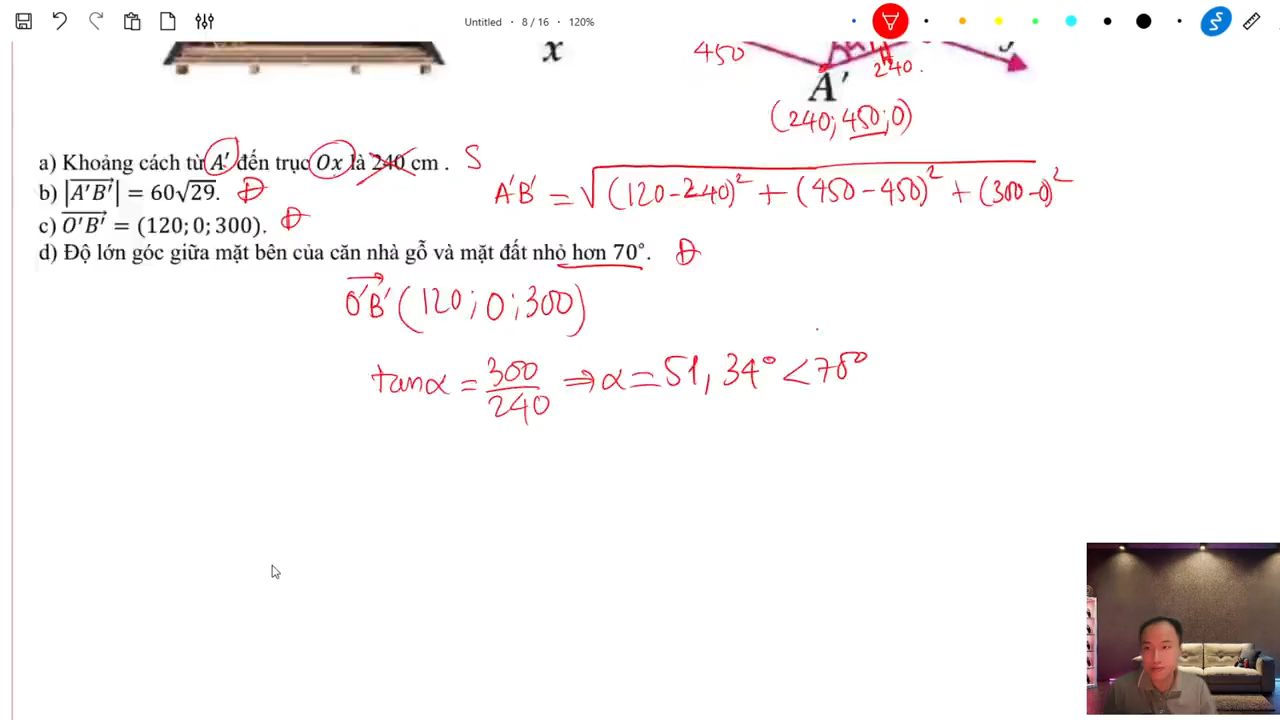 Untitled • 8 / 16 • 120%
x
450
240.
A'
(240; 450; 0)
a) Khoảng cách từ A' đến trục Ox là 240 cm . S
b) |A'B'| = 60√29. Đ
A'B' = √(120-240)² + (450-450)² + (300-0)²
c) O'B' = (120; 0; 300). Đ
d) Độ lớn góc giữa mặt bên của căn nhà gỗ và mặt đất nhỏ hơn 70°. Đ
O'B' (120; 0; 300)
tanα = 300/240 ⇒ α = 51,34° < 70°